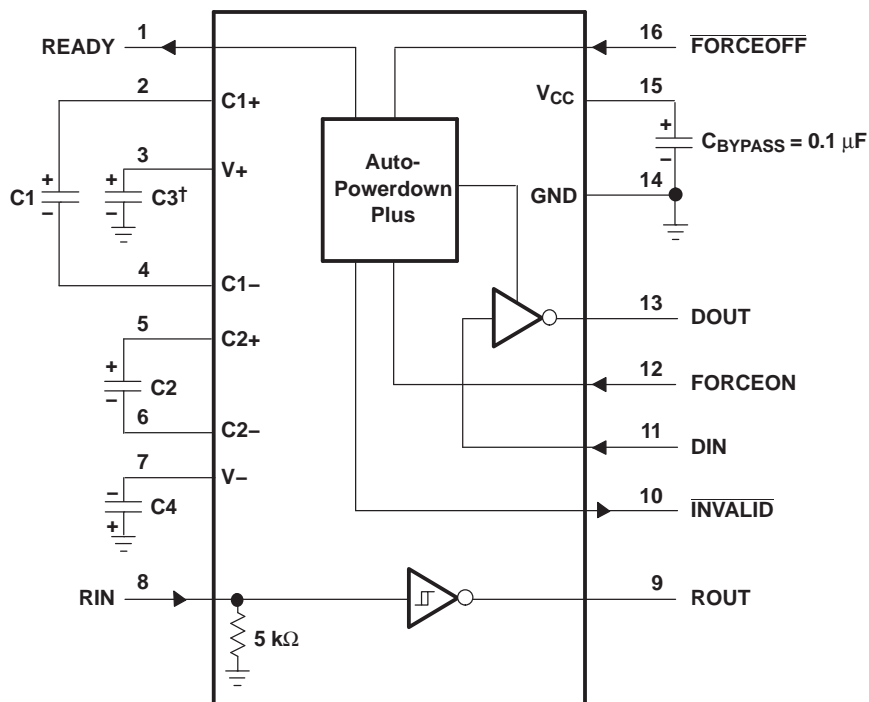 READY
1
16
FORCEOFF
2
C1+
VCC
15
+
CBYPASS = 0.1 μF
−
3
V+
Auto-
Powerdown
Plus
+
C1
−
+
C3†
−
14
GND
4
C1−
5
C2+
13
DOUT
+
C2
−
12
FORCEON
6
C2−
11
DIN
7
V−
−
C4
+
10
INVALID
8
RIN
9
ROUT
5 kΩ